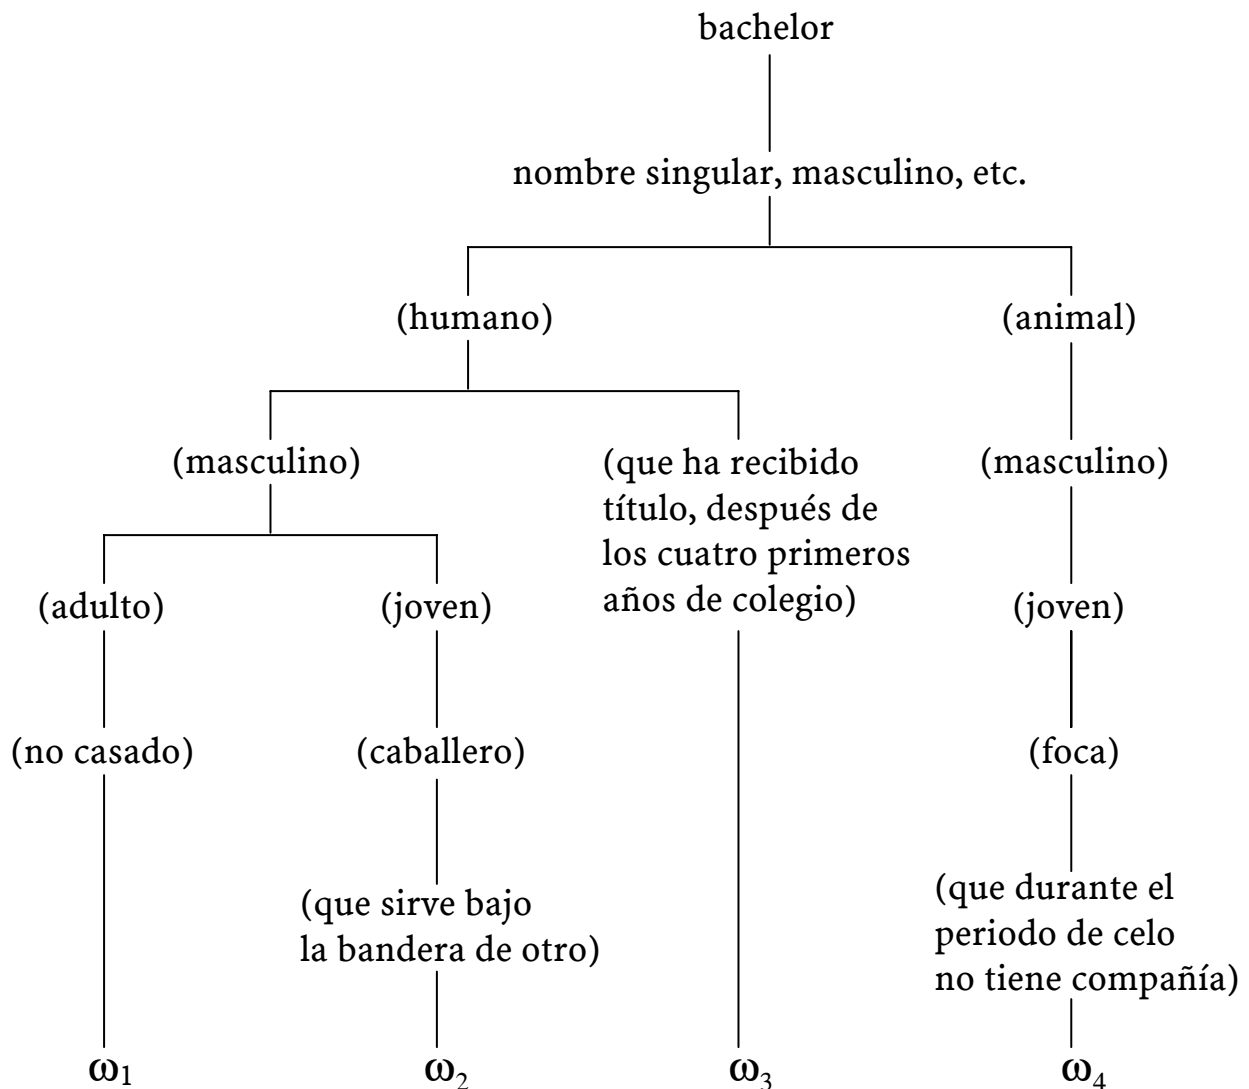 bachelor
nombre singular, masculino, etc.
(humano)
(animal)
(masculino)
(que ha recibido
título, después de
los cuatro primeros
años de colegio)
(masculino)
(adulto)
(joven)
(joven)
(no casado)
(caballero)
(foca)
(que sirve bajo
la bandera de otro)
(que durante el
periodo de celo
no tiene compañía)
ω₁
ω₂
ω₃
ω₄